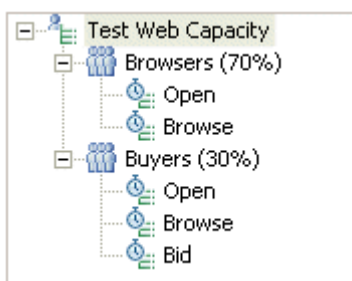 Test Web Capacity
Browsers (70%)
Open
Browse
Buyers (30%)
Open
Browse
Bid